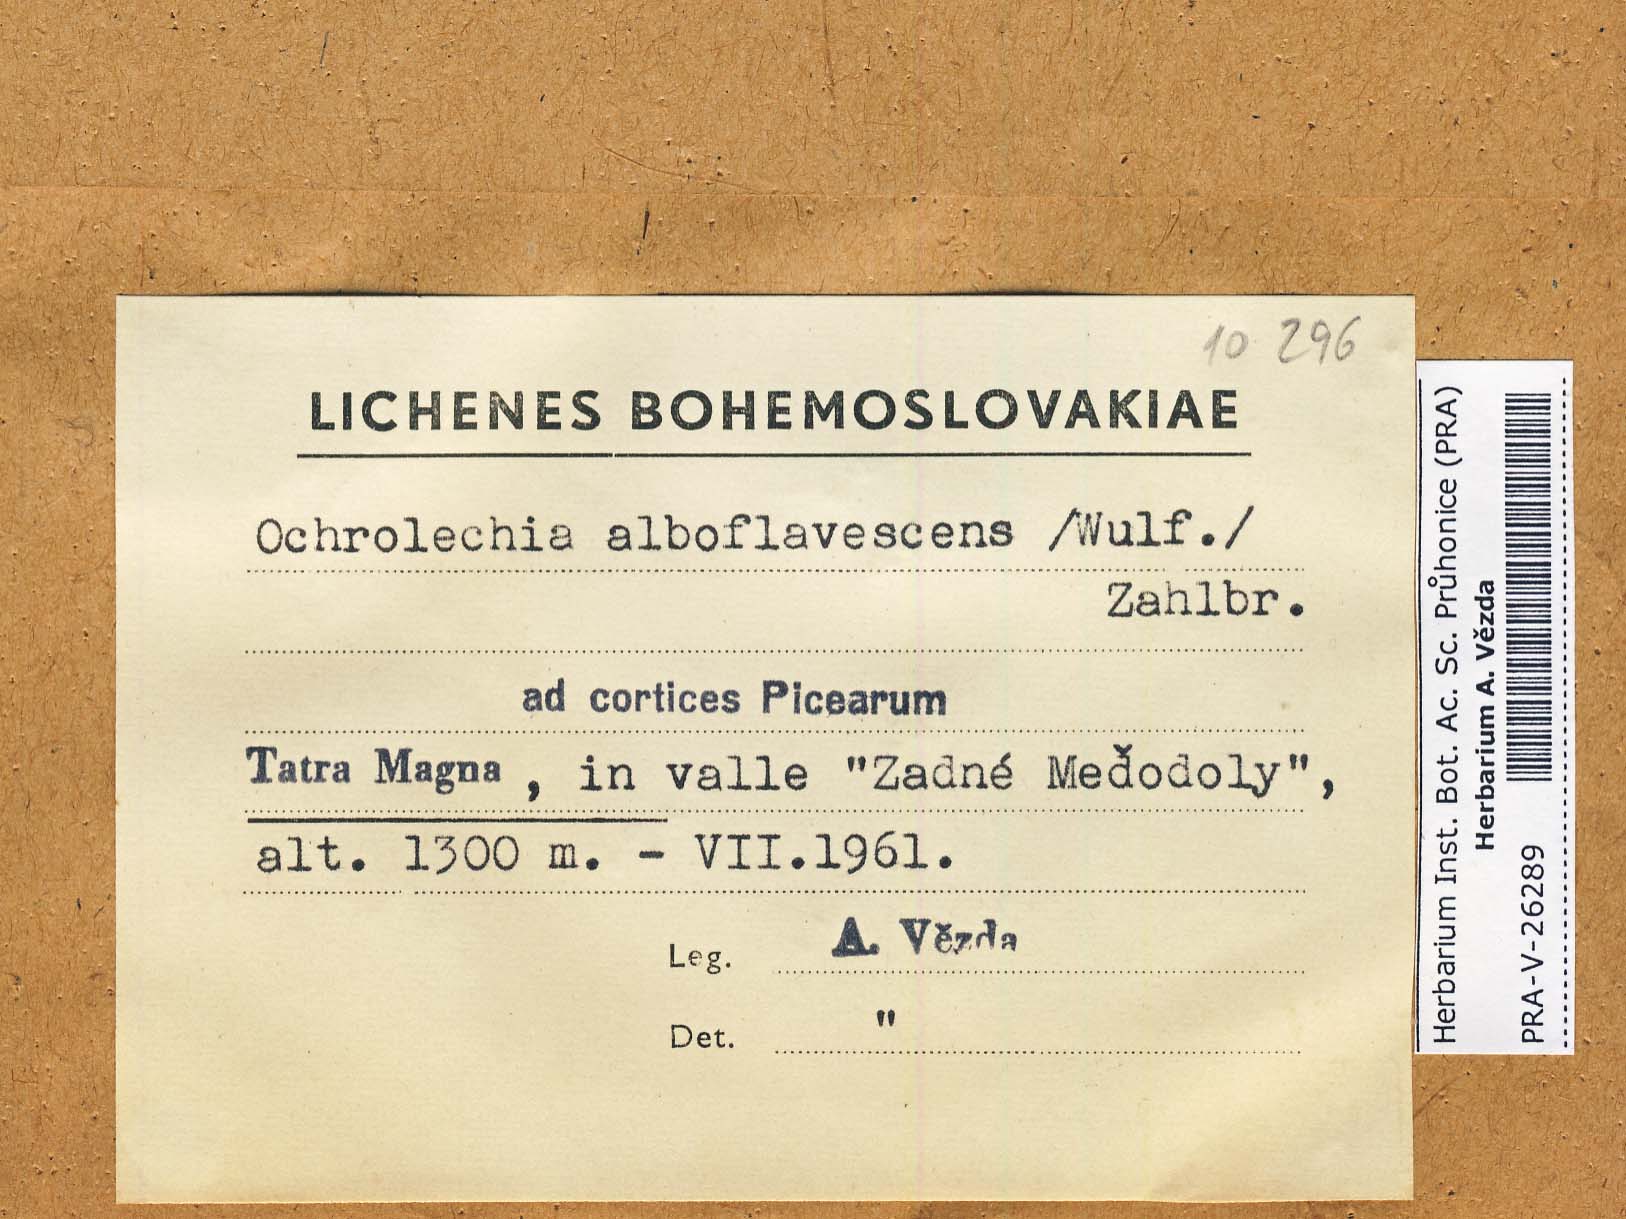 10 296
LICHENES BOHEMOSLOVAKIAE
Ochrolechia alboflavescens /Wulf./
Zahlbr.
ad cortices Picearum
Tatra Magna, in valle "Zadné Meďodoly",
alt. 1300 m. - VII.1961.
Leg. A. Vězda
Det. "
Herbarium Inst. Bot. Ac. Sc. Průhonice (PRA)
Herbarium A. Vězda
PRA-V-26289